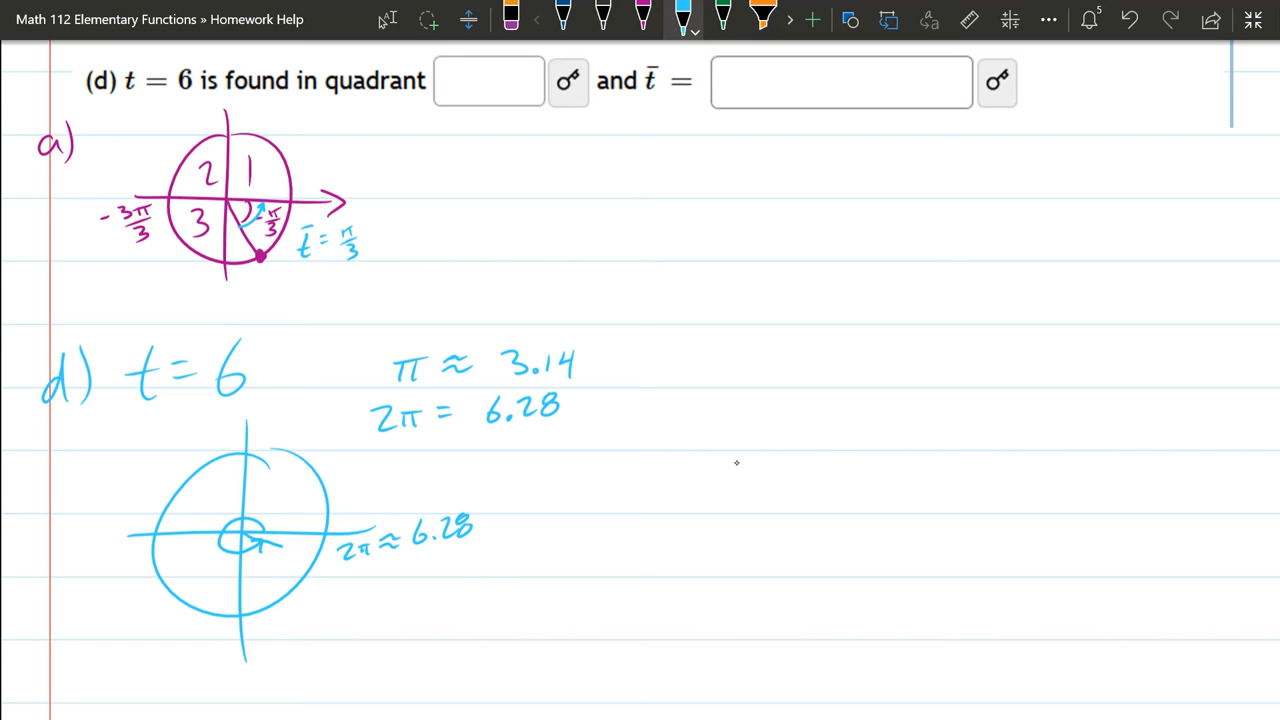 Math 112 Elementary Functions » Homework Help
5
(d) t = 6 is found in quadrant and t̄ =
a)
2 1
3 -π/3
-3π/3
t̄ = π/3
d) t = 6
π ≈ 3.14
2π = 6.28
2π ≈ 6.28